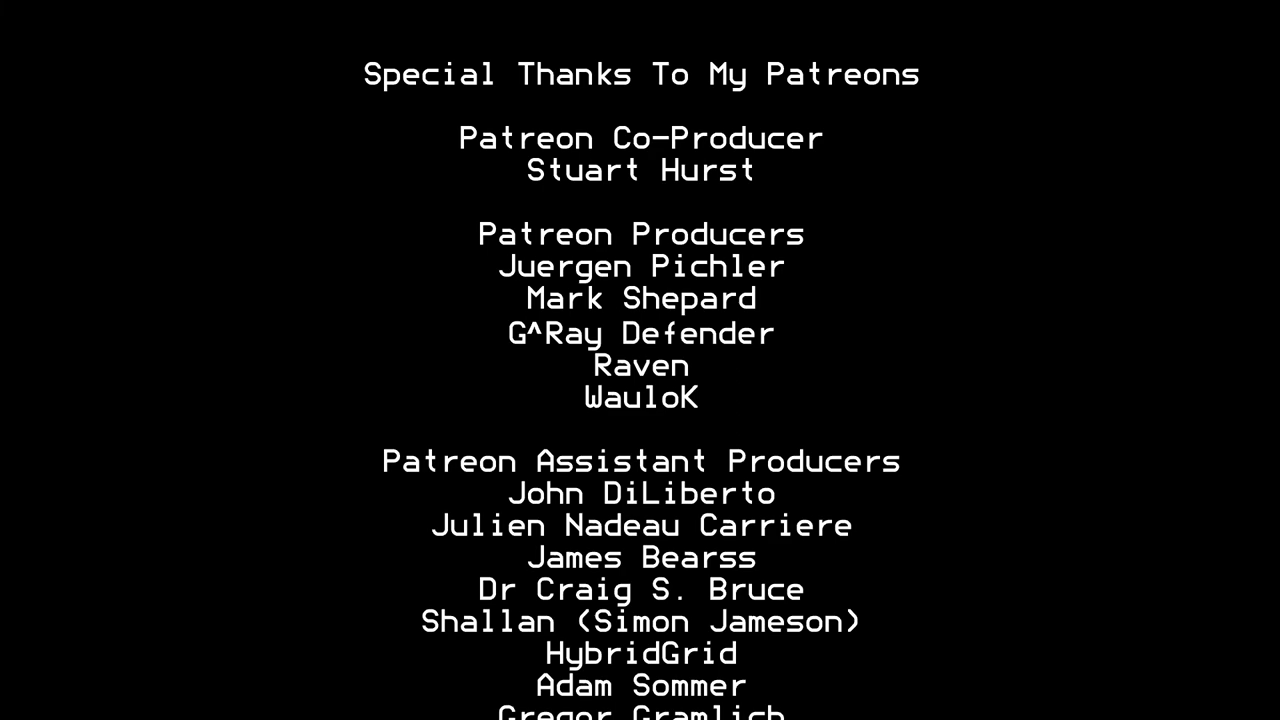 Special Thanks To My Patreons
Patreon Co-Producer
Stuart Hurst
Patreon Producers
Juergen Pichler
Mark Shepard
G^Ray Defender
Raven
WauloK
Patreon Assistant Producers
John DiLiberto
Julien Nadeau Carriere
James Bearss
Dr Craig S. Bruce
Shallan (Simon Jameson)
HybridGrid
Adam Sommer
Gregor Gramlich